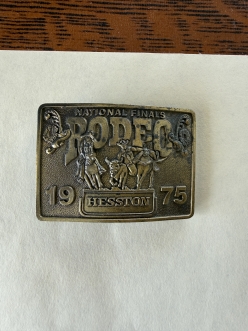 NATIONAL FINALS
RODEO
19 75
HESSTON